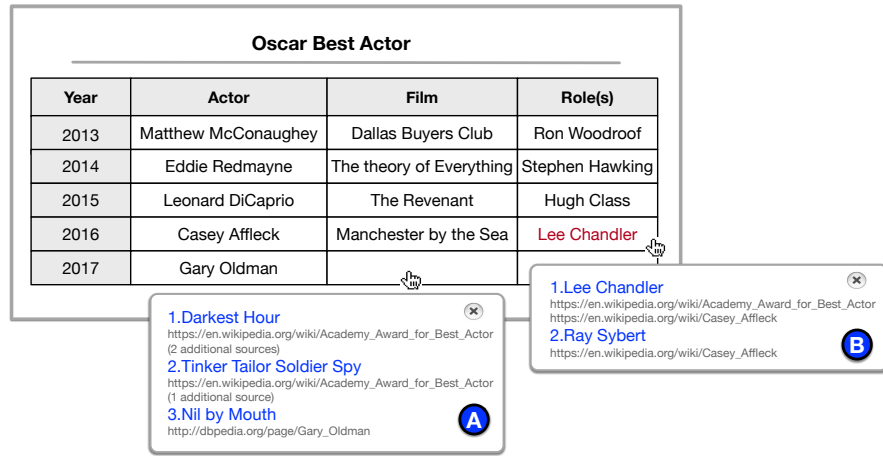 Oscar Best Actor
Year Actor Film Role(s)
2013 Matthew McConaughey Dallas Buyers Club Ron Woodroof
2014 Eddie Redmayne The theory of Everything Stephen Hawking
2015 Leonard DiCaprio The Revenant Hugh Class
2016 Casey Affleck Manchester by the Sea Lee Chandler
2017 Gary Oldman
1.Darkest Hour
https://en.wikipedia.org/wiki/Academy_Award_for_Best_Actor
(2 additional sources)
2.Tinker Tailor Soldier Spy
https://en.wikipedia.org/wiki/Academy_Award_for_Best_Actor
(1 additional source)
3.Nil by Mouth
http://dbpedia.org/page/Gary_Oldman
A
1.Lee Chandler
https://en.wikipedia.org/wiki/Academy_Award_for_Best_Actor
https://en.wikipedia.org/wiki/Casey_Affleck
2.Ray Sybert
https://en.wikipedia.org/wiki/Casey_Affleck
B